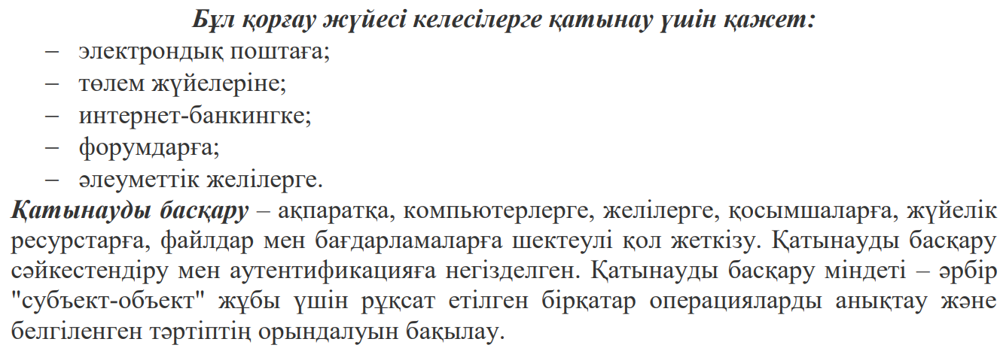 Бұл қорғау жүйесі келесілерге қатынау үшін қажет:
– электрондық поштаға;
– төлем жүйелеріне;
– интернет-банкингке;
– форумдарға;
– әлеуметтік желілерге.
Қатынауды басқару – ақпаратқа, компьютерлерге, желілерге, қосымшаларға, жүйелік
ресурстарға, файлдар мен бағдарламаларға шектеулі қол жеткізу. Қатынауды басқару
сәйкестендіру мен аутентификацияға негізделген. Қатынауды басқару міндеті – әрбір
"субъект-объект" жұбы үшін рұқсат етілген бірқатар операцияларды анықтау және
белгіленген тәртіптің орындалуын бақылау.